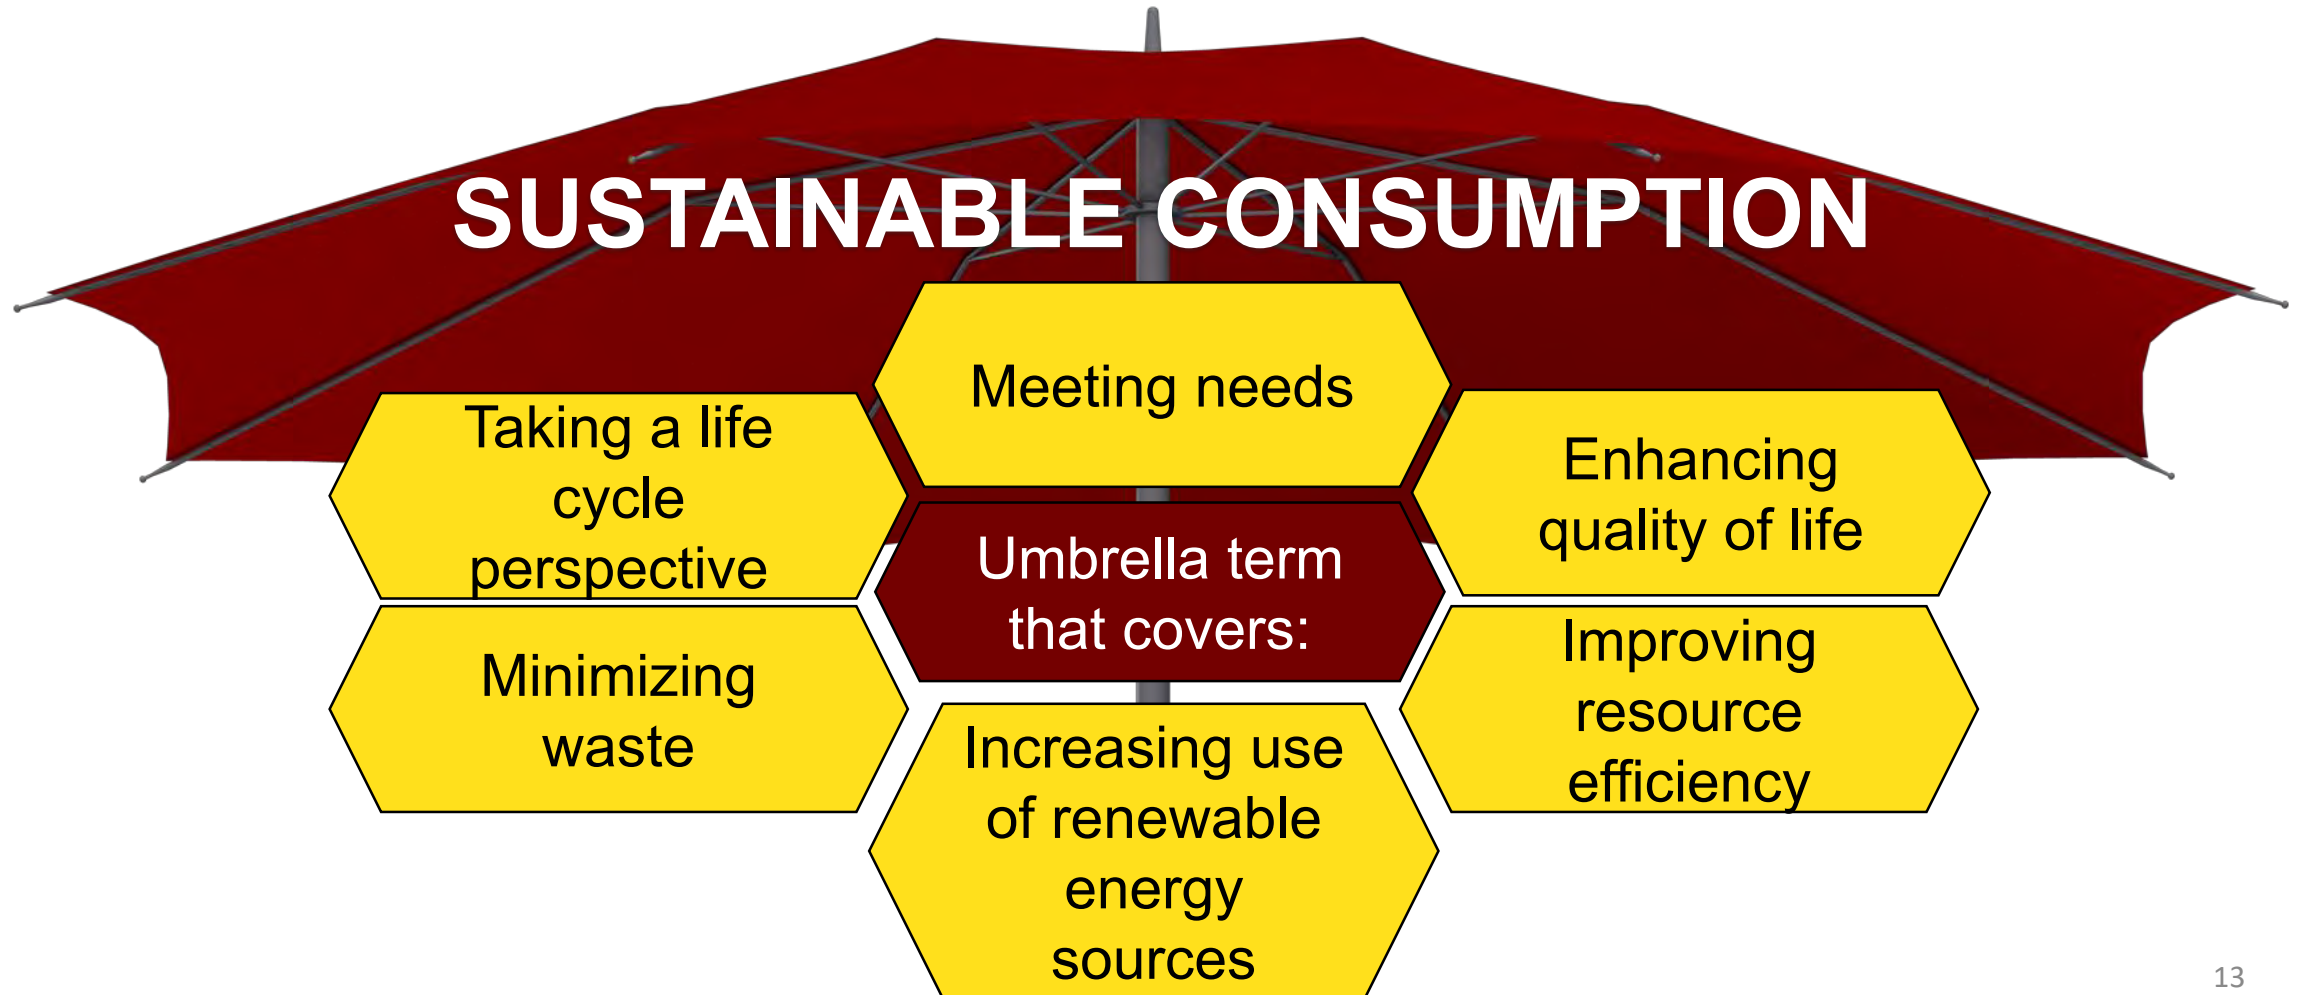 SUSTAINABLE CONSUMPTION
Meeting needs
Taking a life
cycle
perspective
Enhancing
quality of life
Umbrella term
that covers:
Minimizing
waste
Improving
resource
efficiency
Increasing use
of renewable
energy
sources
13